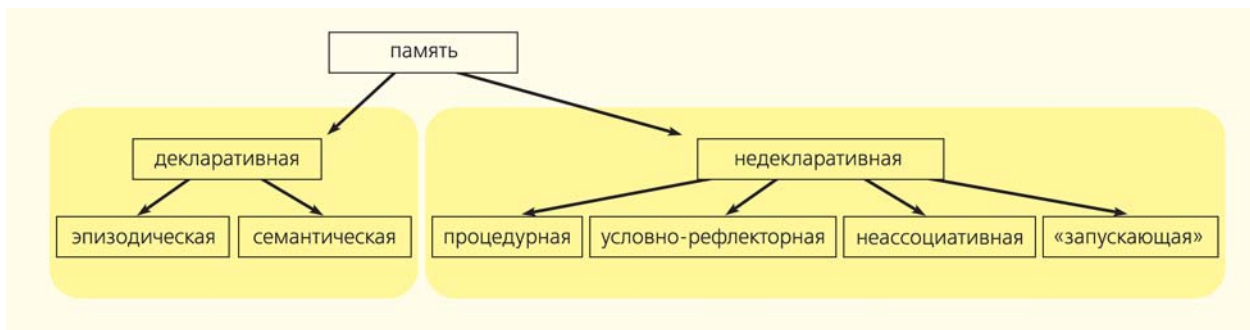 память
декларативная
недекларативная
эпизодическая
семантическая
процедурная
условно-рефлекторная
неассоциативная
«запускающая»